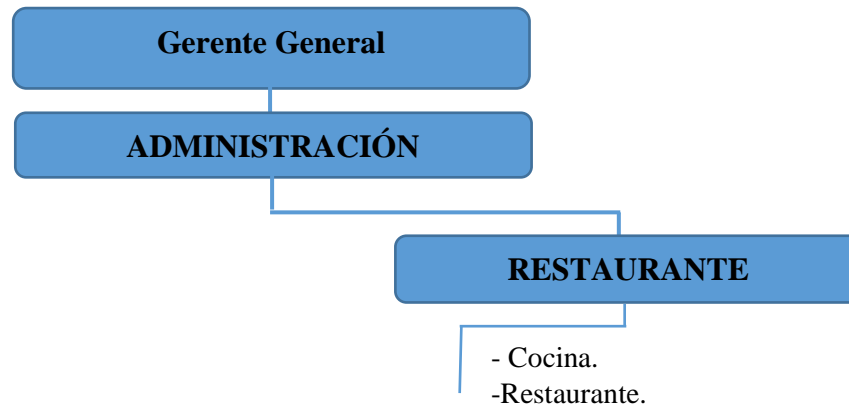 Gerente General
ADMINISTRACIÓN
RESTAURANTE
- Cocina.
-Restaurante.